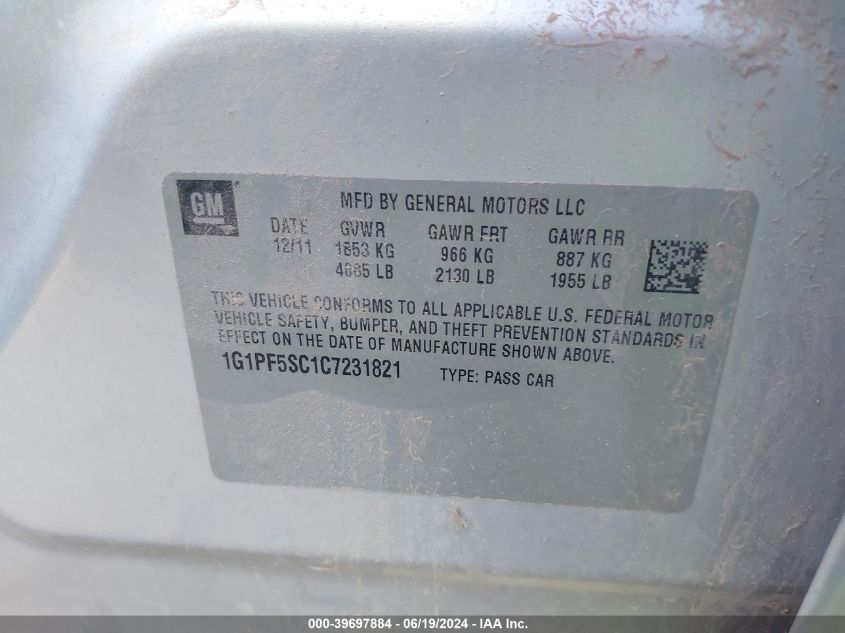 GM
MFD BY GENERAL MOTORS LLC
DATE GVWR GAWR FRT GAWR RR
12/11 1853 KG 966 KG 887 KG
4085 LB 2130 LB 1955 LB
THIS VEHICLE CONFORMS TO ALL APPLICABLE U.S. FEDERAL MOTOR
VEHICLE SAFETY, BUMPER, AND THEFT PREVENTION STANDARDS IN
EFFECT ON THE DATE OF MANUFACTURE SHOWN ABOVE.
1G1PF5SC1C7231821 TYPE: PASS CAR
000-39697884 - 06/19/2024 - IAA Inc.